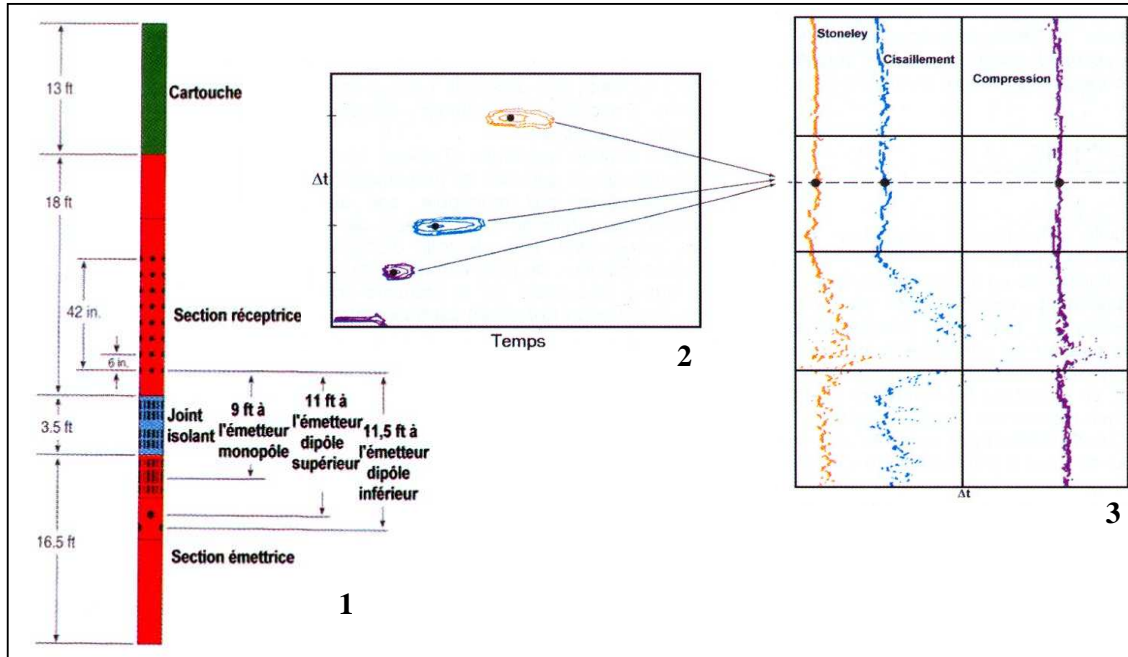 13 ft
Cartouche
18 ft
42 in.
Section réceptrice
6 in.
3.5 ft
Joint
isolant
9 ft à
l'émetteur
monopôle
11 ft à
l'émetteur
dipôle
supérieur
11,5 ft à
l'émetteur
dipôle
inférieur
16.5 ft
Section émettrice
1
Δt
Temps
2
Stoneley
Cisaillement
Compression
Δt
3